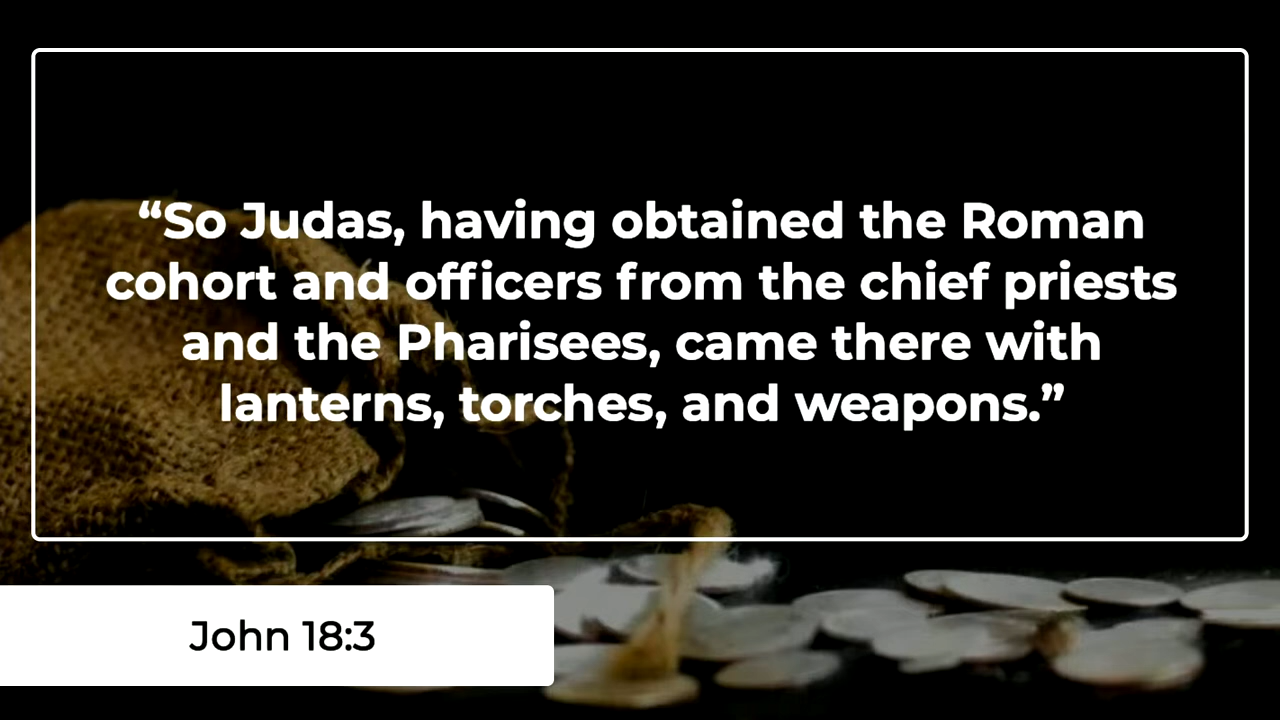 “So Judas, having obtained the Roman
cohort and officers from the chief priests
and the Pharisees, came there with
lanterns, torches, and weapons.”
John 18:3